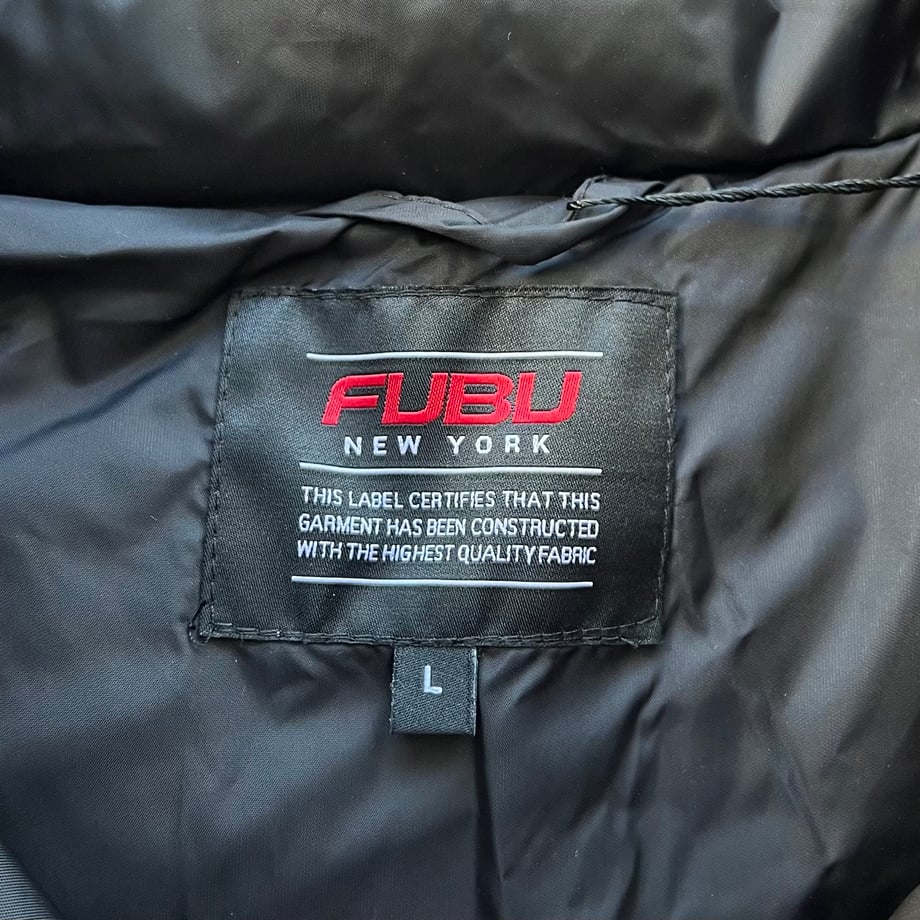 FUBU
NEW YORK
THIS LABEL CERTIFIES THAT THIS
GARMENT HAS BEEN CONSTRUCTED
WITH THE HIGHEST QUALITY FABRIC
L